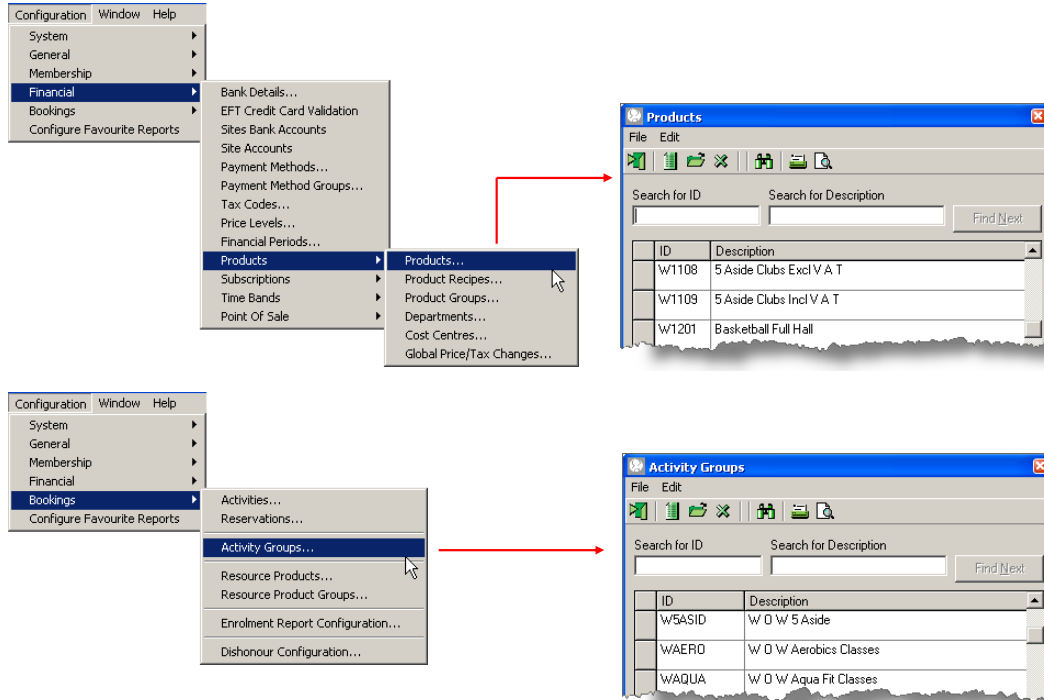 Configuration Window Help
System
General
Membership
Financial
Bookings
Configure Favourite Reports
Bank Details...
EFT Credit Card Validation
Sites Bank Accounts
Site Accounts
Payment Methods...
Payment Method Groups...
Tax Codes...
Price Levels...
Financial Periods...
Products
Subscriptions
Time Bands
Point Of Sale
Products...
Product Recipes...
Product Groups...
Departments...
Cost Centres...
Global Price/Tax Changes...
Products
File Edit
Search for ID Search for Description
Find Next
ID Description
W1108 5 Aside Clubs Excl V A T
W1109 5 Aside Clubs Incl V A T
W1201 Basketball Full Hall
Configuration Window Help
System
General
Membership
Financial
Bookings
Configure Favourite Reports
Activities...
Reservations...
Activity Groups...
Resource Products...
Resource Product Groups...
Enrolment Report Configuration...
Dishonour Configuration...
Activity Groups
File Edit
Search for ID Search for Description
Find Next
ID Description
W5ASID W O W 5 Aside
WAERO W O W Aerobics Classes
WAQUA W O W Aqua Fit Classes